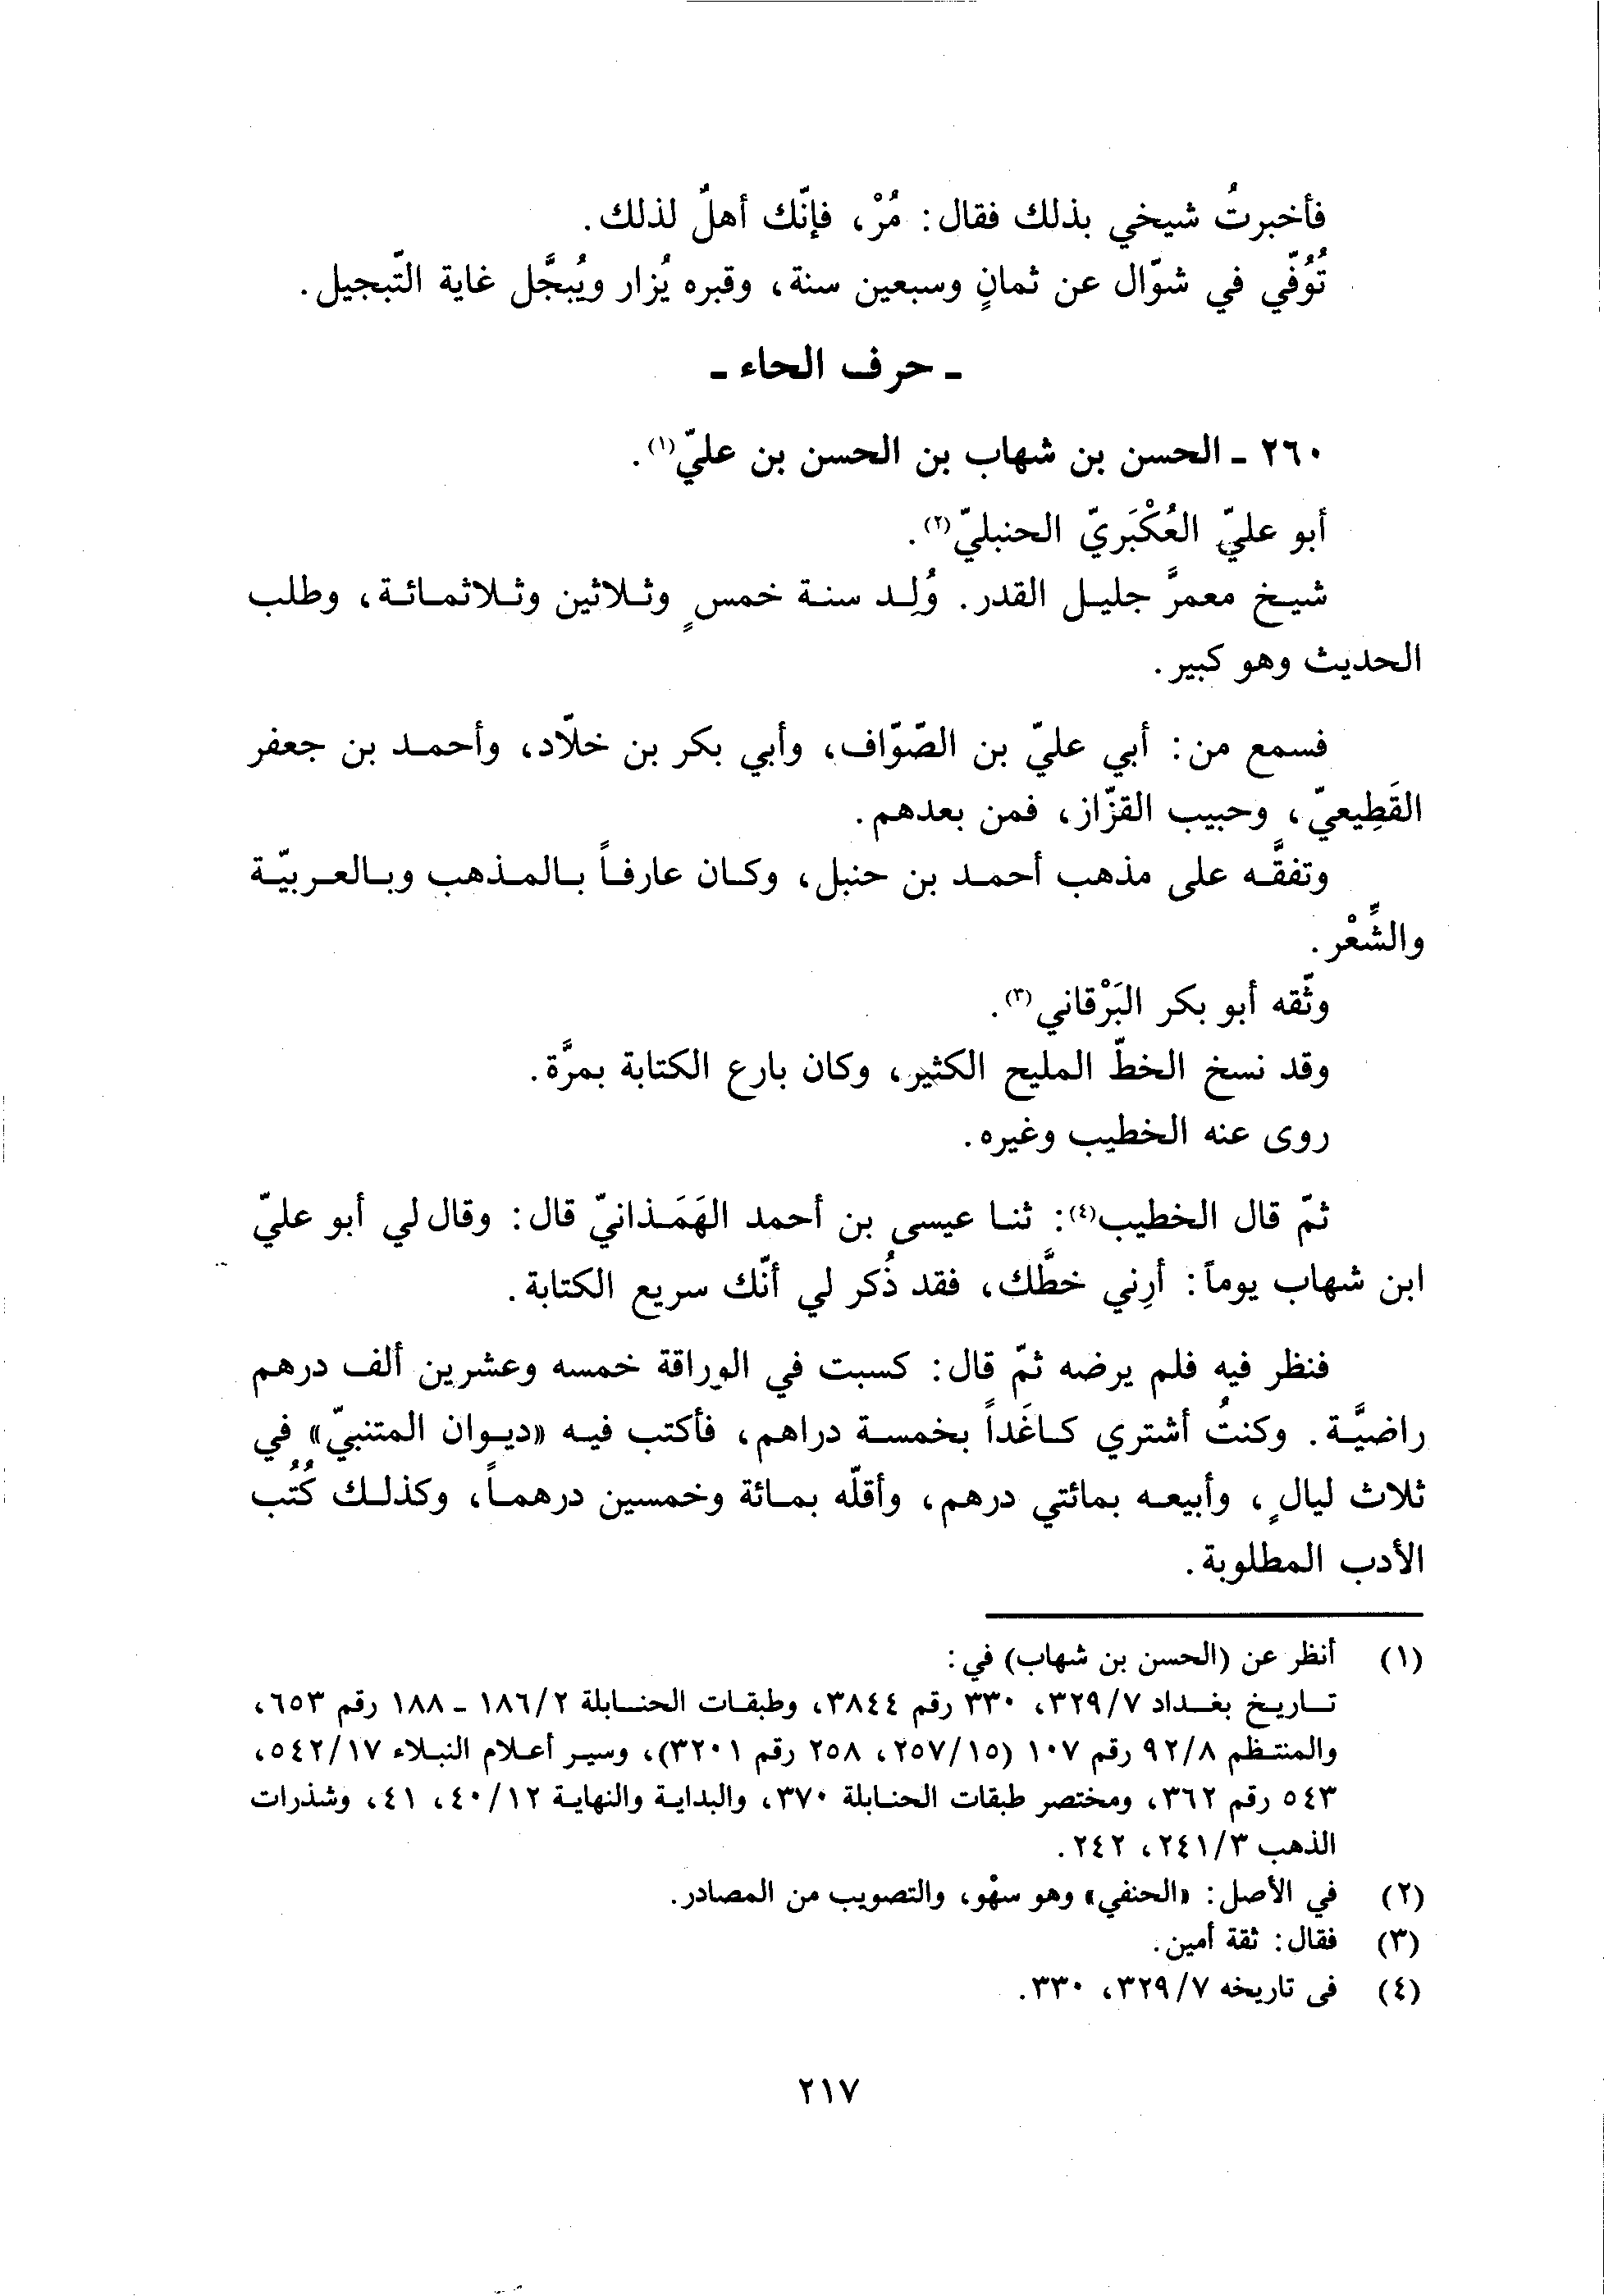 فأخبرتُ شيخي بذلك فقال: مُرْ، فإنّك أهلٌ لذلك.
تُوُفّي في شوّال عن ثمانٍ وسبعين سنة، وقبره يُزار ويُبجَّل غاية التّبجيل.
ـ حرف الحاء ـ
٢٦٠ ـ الحسن بن شهاب بن الحسن بن عليّ(١).
أبو عليّ العُكْبَريّ الحنبليّ(٢).
شيخ معمرَّ جليل القدر. وُلِد سنة خمسٍ وثلاثين وثلاثمائة، وطلب
الحديث وهو كبير.
فسمع من: أبي عليّ بن الصّوّاف، وأبي بكر بن خلّاد، وأحمد بن جعفر
القَطِيعيّ، وحبيب القزّاز، فمن بعدهم.
وتفقَّه على مذهب أحمد بن حنبل، وكان عارفاً بالمذهب وبالعربيّة
والشِّعْر.
وثّقه أبو بكر البَرْقاني(٣).
وقد نسخ الخطّ المليح الكثير، وكان بارع الكتابة بمرَّة.
روى عنه الخطيب وغيره.
ثمّ قال الخطيب(٤): ثنا عيسى بن أحمد الهَمَذانيّ قال: وقال لي أبو عليّ
ابن شهاب يوماً: أرِني خطَّك، فقد ذُكر لي أنّك سريع الكتابة.
فنظر فيه فلم يرضه ثمّ قال: كسبت في الوراقة خمسه وعشرين ألف درهم
راضيَّة. وكنتُ أشتري كاغَداً بخمسة دراهم، فأكتب فيه «ديوان المتنبيّ» في
ثلاث ليالٍ، وأبيعه بمائتي درهم، وأقلّه بمائة وخمسين درهماً، وكذلك كُتُب
الأدب المطلوبة.
(١) أنظر عن (الحسن بن شهاب) في:
تاريخ بغداد ٣٢٩/٧، ٣٣٠ رقم ٣٨٤٤، وطبقات الحنابلة ١٨٦/٢ ـ ١٨٨ رقم ٦٥٣،
والمنتظم ٩٢/٨ رقم ١٠٧ (٢٥٧/١٥، ٢٥٨ رقم ٣٢٠١)، وسير أعلام النبلاء ٥٤٢/١٧،
٥٤٣ رقم ٣٦٢، ومختصر طبقات الحنابلة ٣٧٠، والبداية والنهاية ٤٠/١٢، ٤١، وشذرات
الذهب ٢٤١/٣، ٢٤٢.
(٢) في الأصل: «الحنفي» وهو سهْو، والتصويب من المصادر.
(٣) فقال: ثقة أمين.
(٤) في تاريخه ٣٢٩/٧، ٣٣٠.
٢١٧